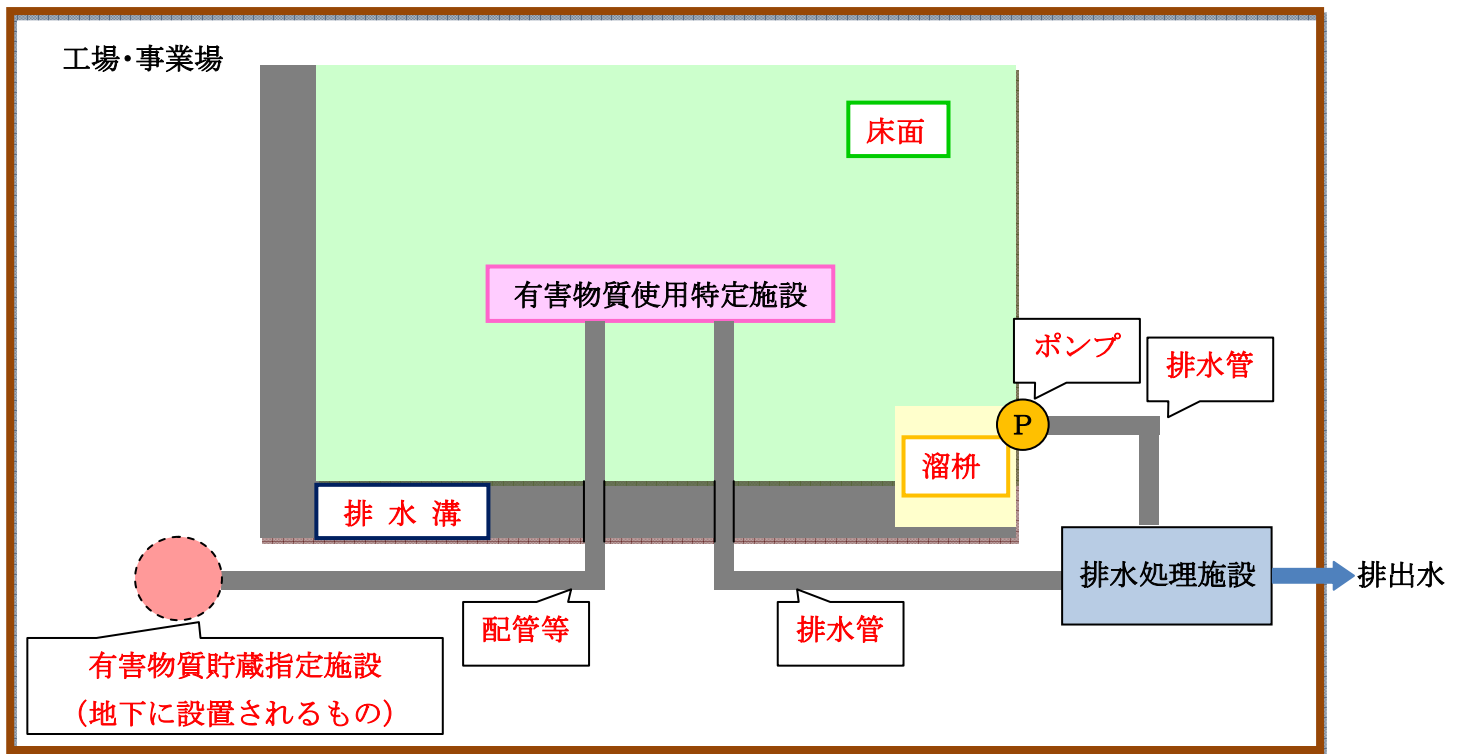 工場・事業場
床面
有害物質使用特定施設
ポンプ
排水管
P
溜枡
排水溝
排水処理施設
排出水
配管等
排水管
有害物質貯蔵指定施設
（地下に設置されるもの）